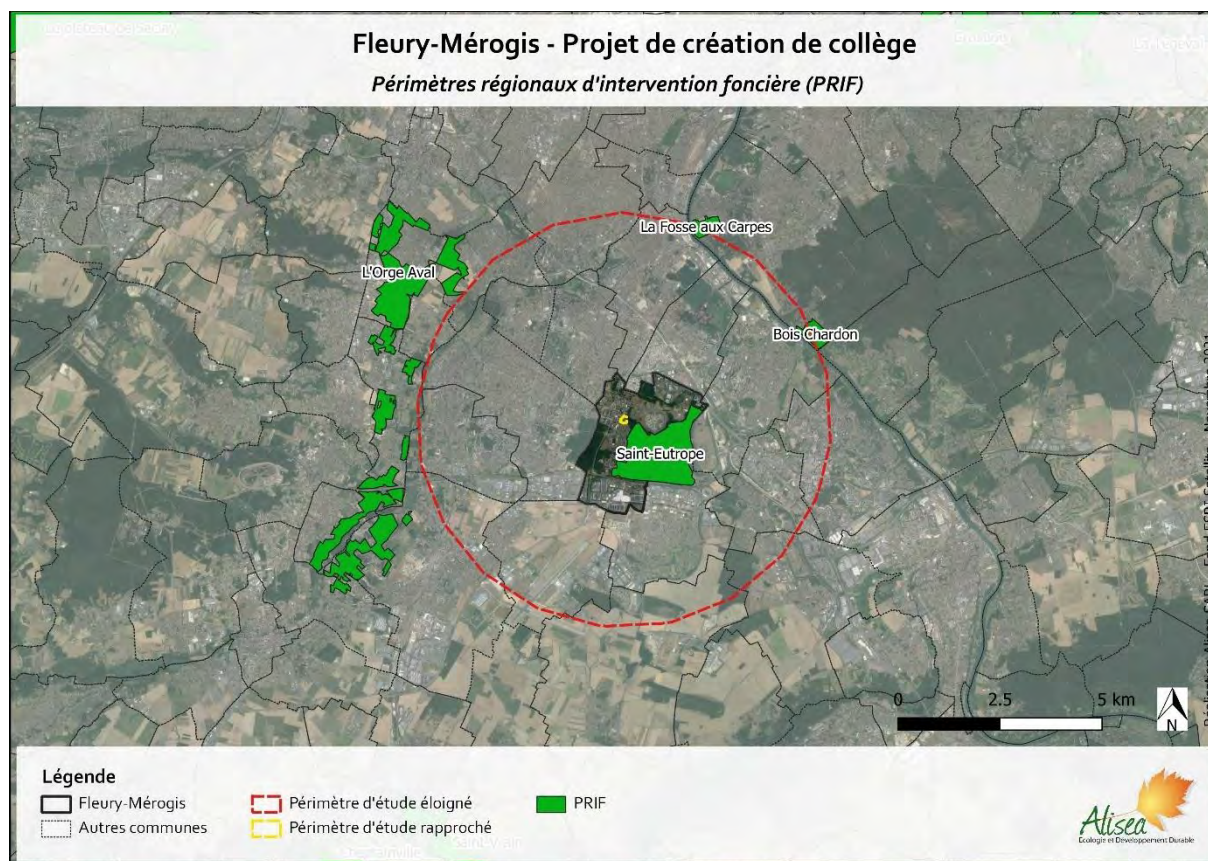 Fleury-Mérogis - Projet de création de collège
Périmètres régionaux d'intervention foncière (PRIF)
La Fosse aux Carpes
L'Orge Aval
Bois Chardon
Saint-Eutrope
0 2.5 5 km
N
Légende
Fleury-Mérogis
Périmètre d'étude éloigné
PRIF
Autres communes
Périmètre d'étude rapproché
Alisea
Ecologie et Développement Durable